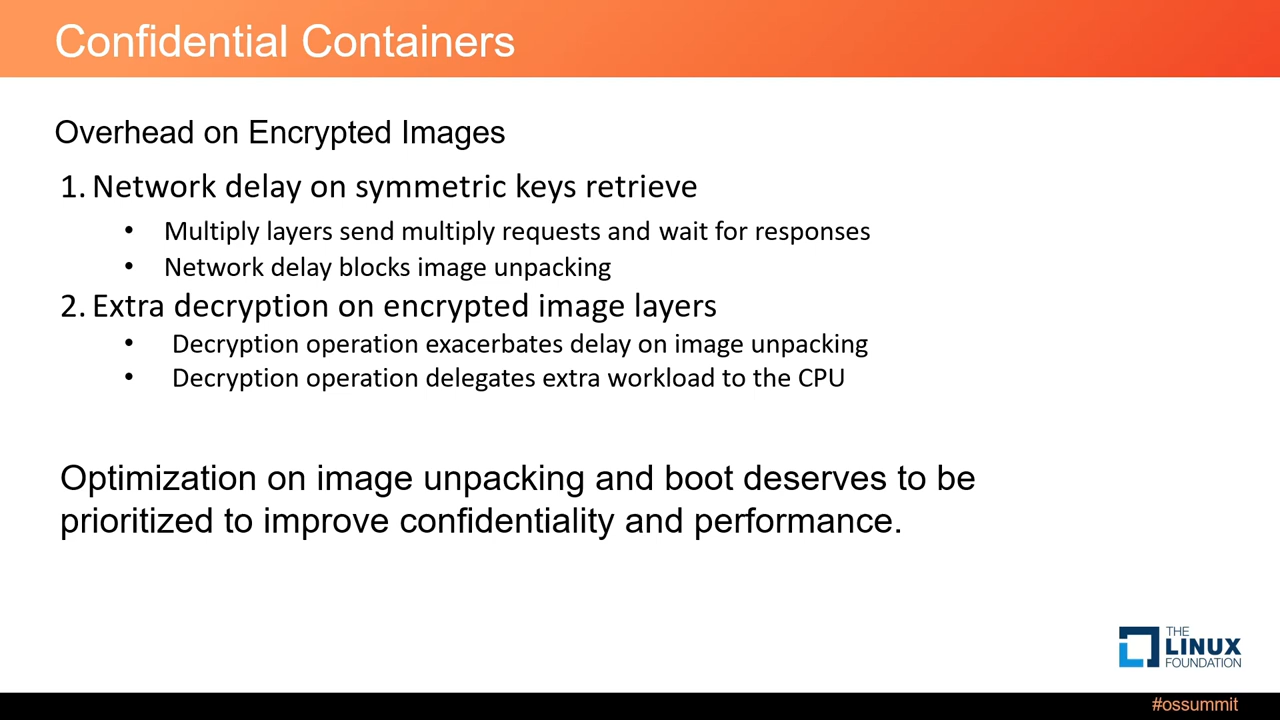 Confidential Containers
Overhead on Encrypted Images
1. Network delay on symmetric keys retrieve
• Multiply layers send multiply requests and wait for responses
• Network delay blocks image unpacking
2. Extra decryption on encrypted image layers
• Decryption operation exacerbates delay on image unpacking
• Decryption operation delegates extra workload to the CPU
Optimization on image unpacking and boot deserves to be
prioritized to improve confidentiality and performance.
THE
LINUX
FOUNDATION
#ossummit